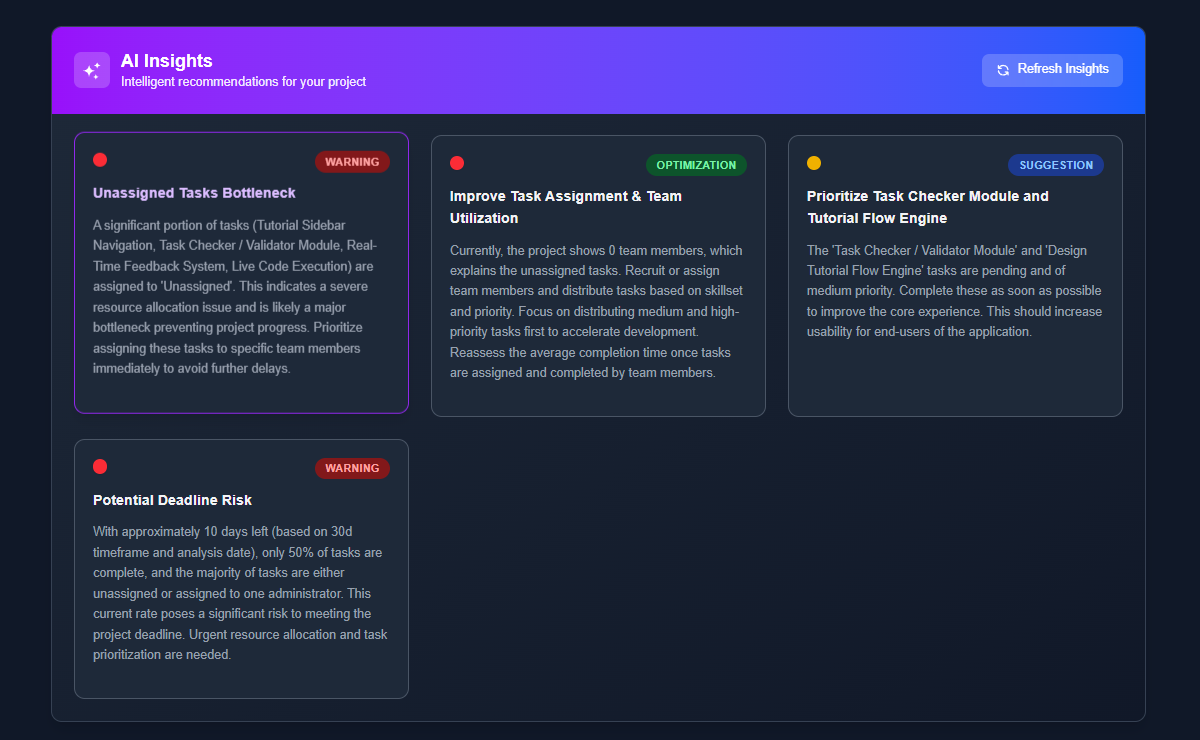 AI Insights
Intelligent recommendations for your project
Refresh Insights
WARNING
Unassigned Tasks Bottleneck
A significant portion of tasks (Tutorial Sidebar
Navigation, Task Checker / Validator Module, Real-
Time Feedback System, Live Code Execution) are
assigned to 'Unassigned'. This indicates a severe
resource allocation issue and is likely a major
bottleneck preventing project progress. Prioritize
assigning these tasks to specific team members
immediately to avoid further delays.
OPTIMIZATION
Improve Task Assignment & Team
Utilization
Currently, the project shows 0 team members, which
explains the unassigned tasks. Recruit or assign
team members and distribute tasks based on skillset
and priority. Focus on distributing medium and high-
priority tasks first to accelerate development.
Reassess the average completion time once tasks
are assigned and completed by team members.
SUGGESTION
Prioritize Task Checker Module and
Tutorial Flow Engine
The 'Task Checker / Validator Module' and 'Design
Tutorial Flow Engine' tasks are pending and of
medium priority. Complete these as soon as possible
to improve the core experience. This should increase
usability for end-users of the application.
WARNING
Potential Deadline Risk
With approximately 10 days left (based on 30d
timeframe and analysis date), only 50% of tasks are
complete, and the majority of tasks are either
unassigned or assigned to one administrator. This
current rate poses a significant risk to meeting the
project deadline. Urgent resource allocation and task
prioritization are needed.